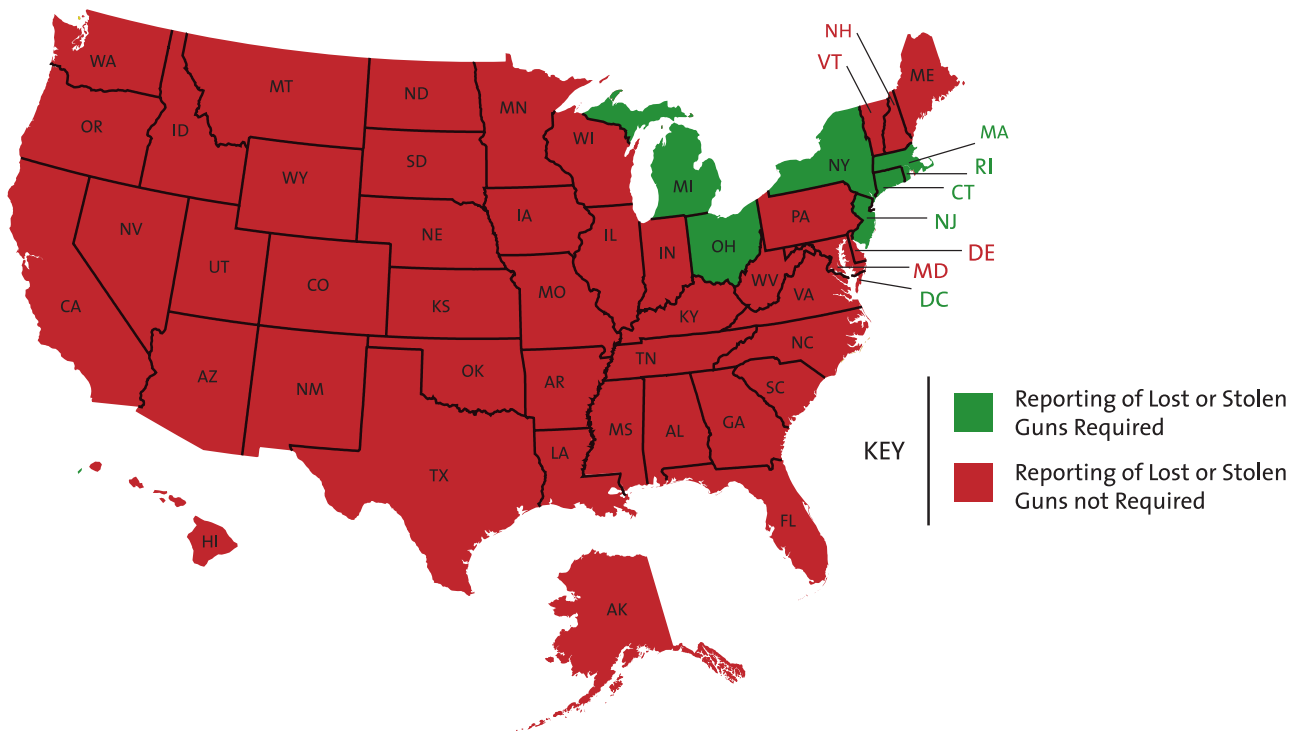 NH
VT
WA
MT
ND
MN
ME
OR
ID
WI
MA
SD
NY
RI
WY
MI
CT
IA
PA
NJ
NV
NE
IL
IN
OH
UT
DE
CO
MD
WV
MO
VA
DC
CA
KS
KY
NC
TN
AZ
NM
OK
AR
SC
GA
MS
AL
LA
TX
FL
HI
AK
KEY
Reporting of Lost or Stolen
Guns Required
Reporting of Lost or Stolen
Guns not Required